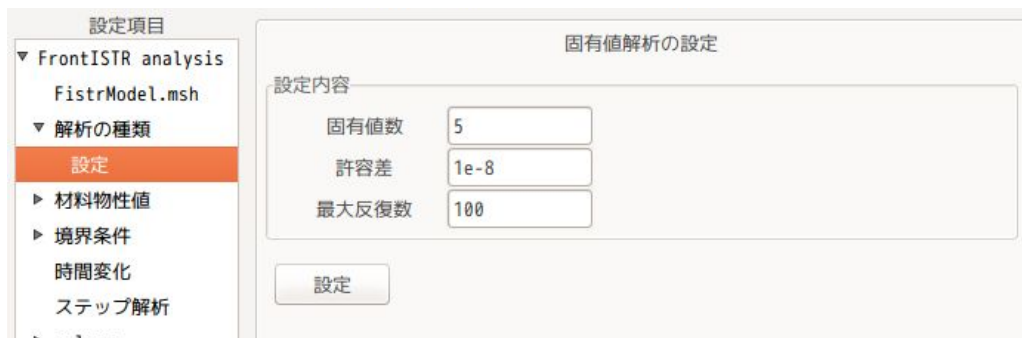 設定項目
FrontISTR analysis
FistrModel.msh
解析の種類
設定
材料物性値
境界条件
時間変化
ステップ解析
固有値解析の設定
設定内容
固有値数 5
許容差 1e-8
最大反復数 100
設定